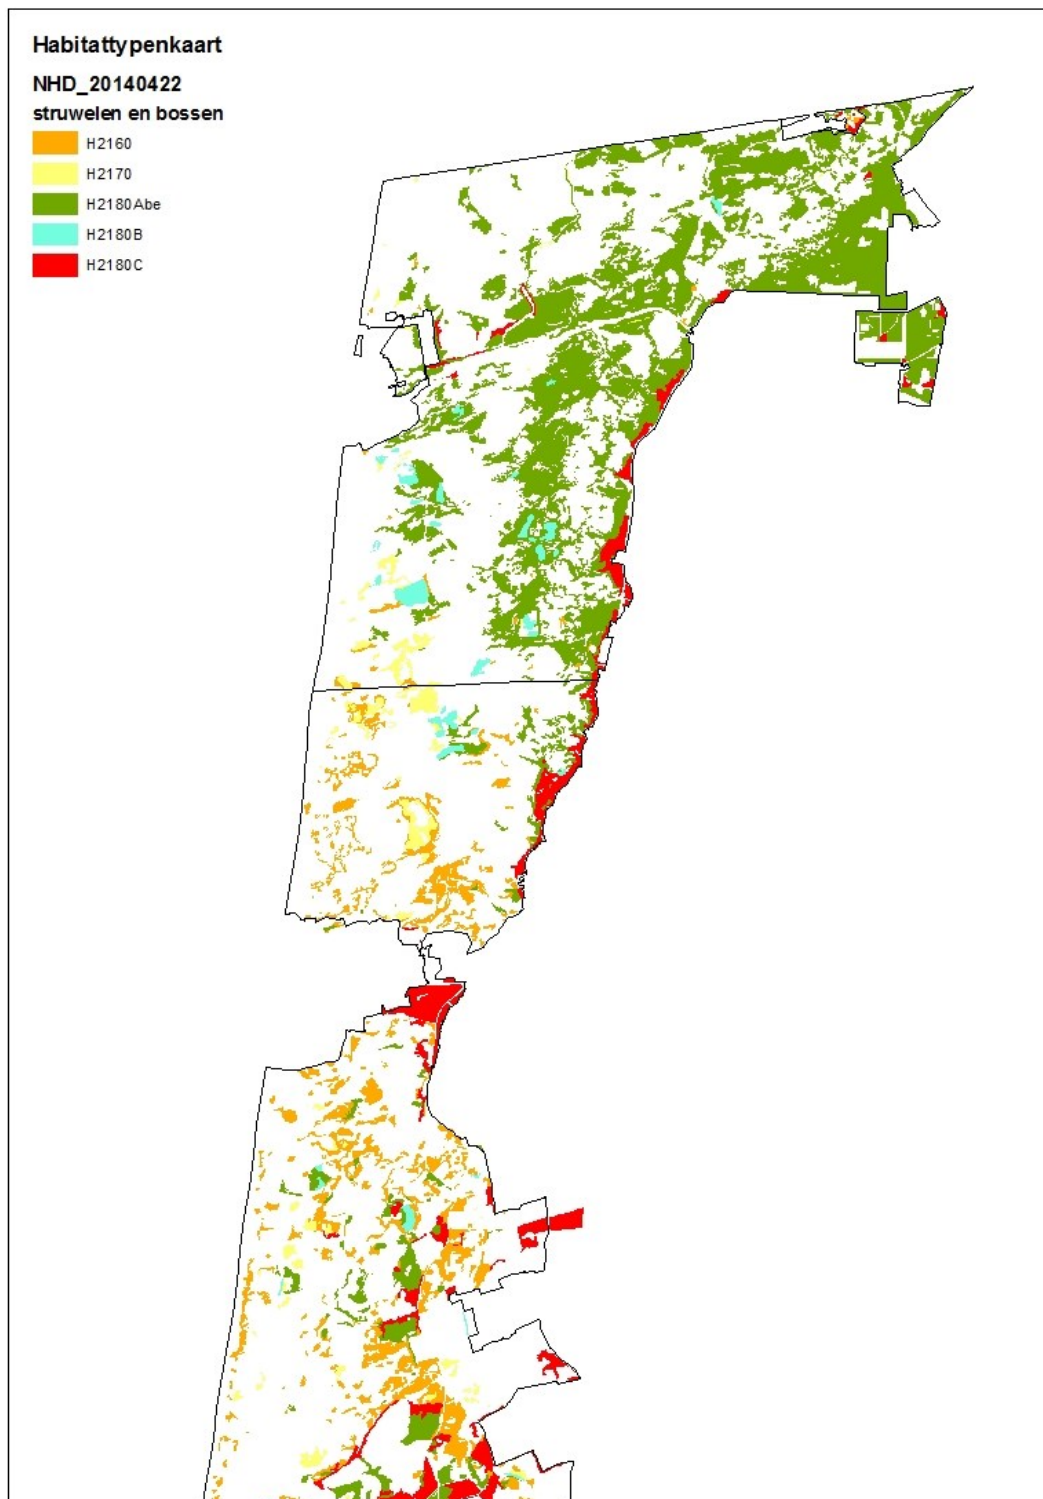 Habitattypenkaart
NHD_20140422
struwelen en bossen
H2160
H2170
H2180Abe
H2180B
H2180C